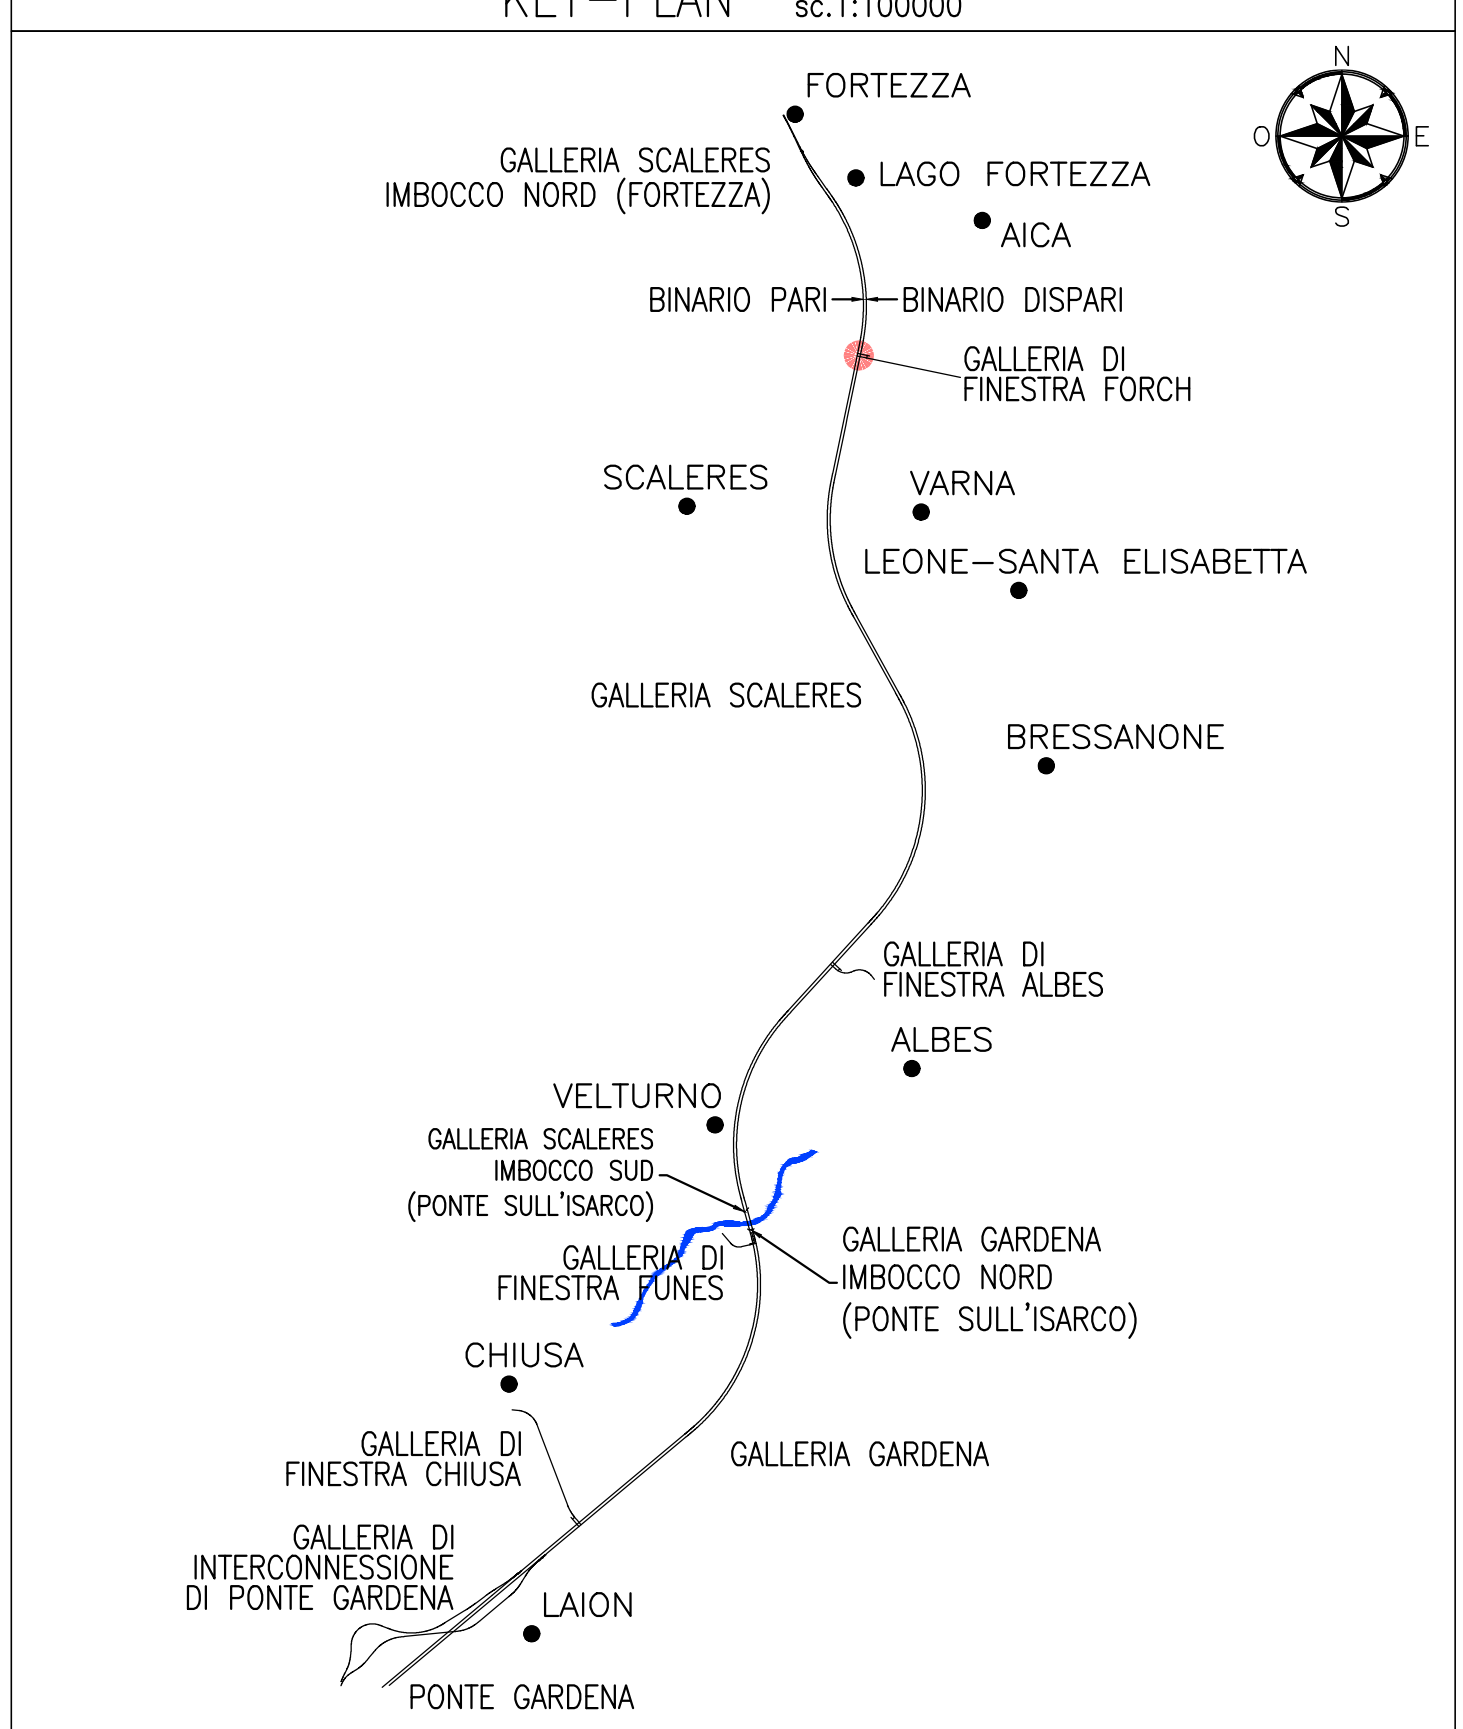 KEY-PLAN sc.1:100000
N
O
E
S
FORTEZZA
GALLERIA SCALERES
IMBOCCO NORD (FORTEZZA)
LAGO FORTEZZA
AICA
BINARIO PARI
BINARIO DISPARI
GALLERIA DI
FINESTRA FORCH
SCALERES
VARNA
LEONE-SANTA ELISABETTA
GALLERIA SCALERES
BRESSANONE
GALLERIA DI
FINESTRA ALBES
ALBES
VELTURNO
GALLERIA SCALERES
IMBOCCO SUD
(PONTE SULL'ISARCO)
GALLERIA DI
FINESTRA FUNES
GALLERIA GARDENA
IMBOCCO NORD
(PONTE SULL'ISARCO)
CHIUSA
GALLERIA DI
FINESTRA CHIUSA
GALLERIA GARDENA
GALLERIA DI
INTERCONNESSIONE
DI PONTE GARDENA
LAION
PONTE GARDENA